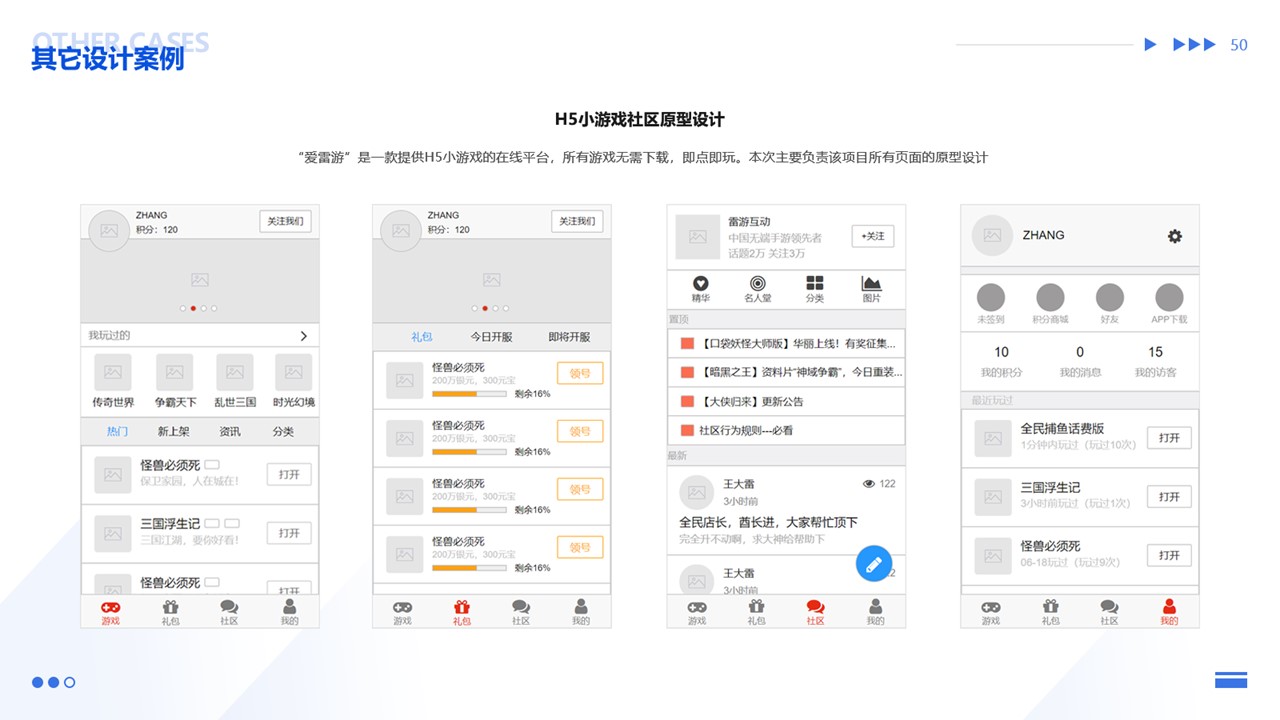 OTHER CASES
其它设计案例
50
H5小游戏社区原型设计
“爱雷游”是一款提供H5小游戏的在线平台，所有游戏无需下载，即点即玩。本次主要负责该项目所有页面的原型设计
ZHANG
积分：120
关注我们
我玩过的
传奇世界 争霸天下 乱世三国 时光幻境
热门 新上架 资讯 分类
怪兽必须死
保卫家园，人在城在！
打开
三国浮生记
三国江湖，要你好看！
打开
怪兽必须死
打开
游戏 礼包 社区 我的
ZHANG
积分：120
关注我们
礼包 今日开服 即将开服
怪兽必须死
200万银元，300元宝
剩余16%
领号
怪兽必须死
200万银元，300元宝
剩余16%
领号
怪兽必须死
200万银元，300元宝
剩余16%
领号
怪兽必须死
200万银元，300元宝
剩余16%
领号
游戏 礼包 社区 我的
雷游互动
中国无端手游领先者
话题2万 关注3万
+关注
精华 名人堂 分类 图片
置顶
【口袋妖怪大师版】华丽上线！有奖征集...
【暗黑之王】资料片“神域争霸”，今日重装...
【大侠归来】更新公告
社区行为规则---必看
最新
王大雷
122
3小时前
全民店长，酋长进，大家帮忙顶下
完全升不动啊，求大神给帮助下
王大雷
3小时前
游戏 礼包 社区 我的
ZHANG
未签到 积分商城 好友 APP下载
10 0 15
我的积分 我的消息 我的访客
最近玩过
全民捕鱼话费版
1分钟内玩过（玩过10次）
打开
三国浮生记
3小时前玩过（玩过1次）
打开
怪兽必须死
06-18玩过（玩过9次）
打开
游戏 礼包 社区 我的